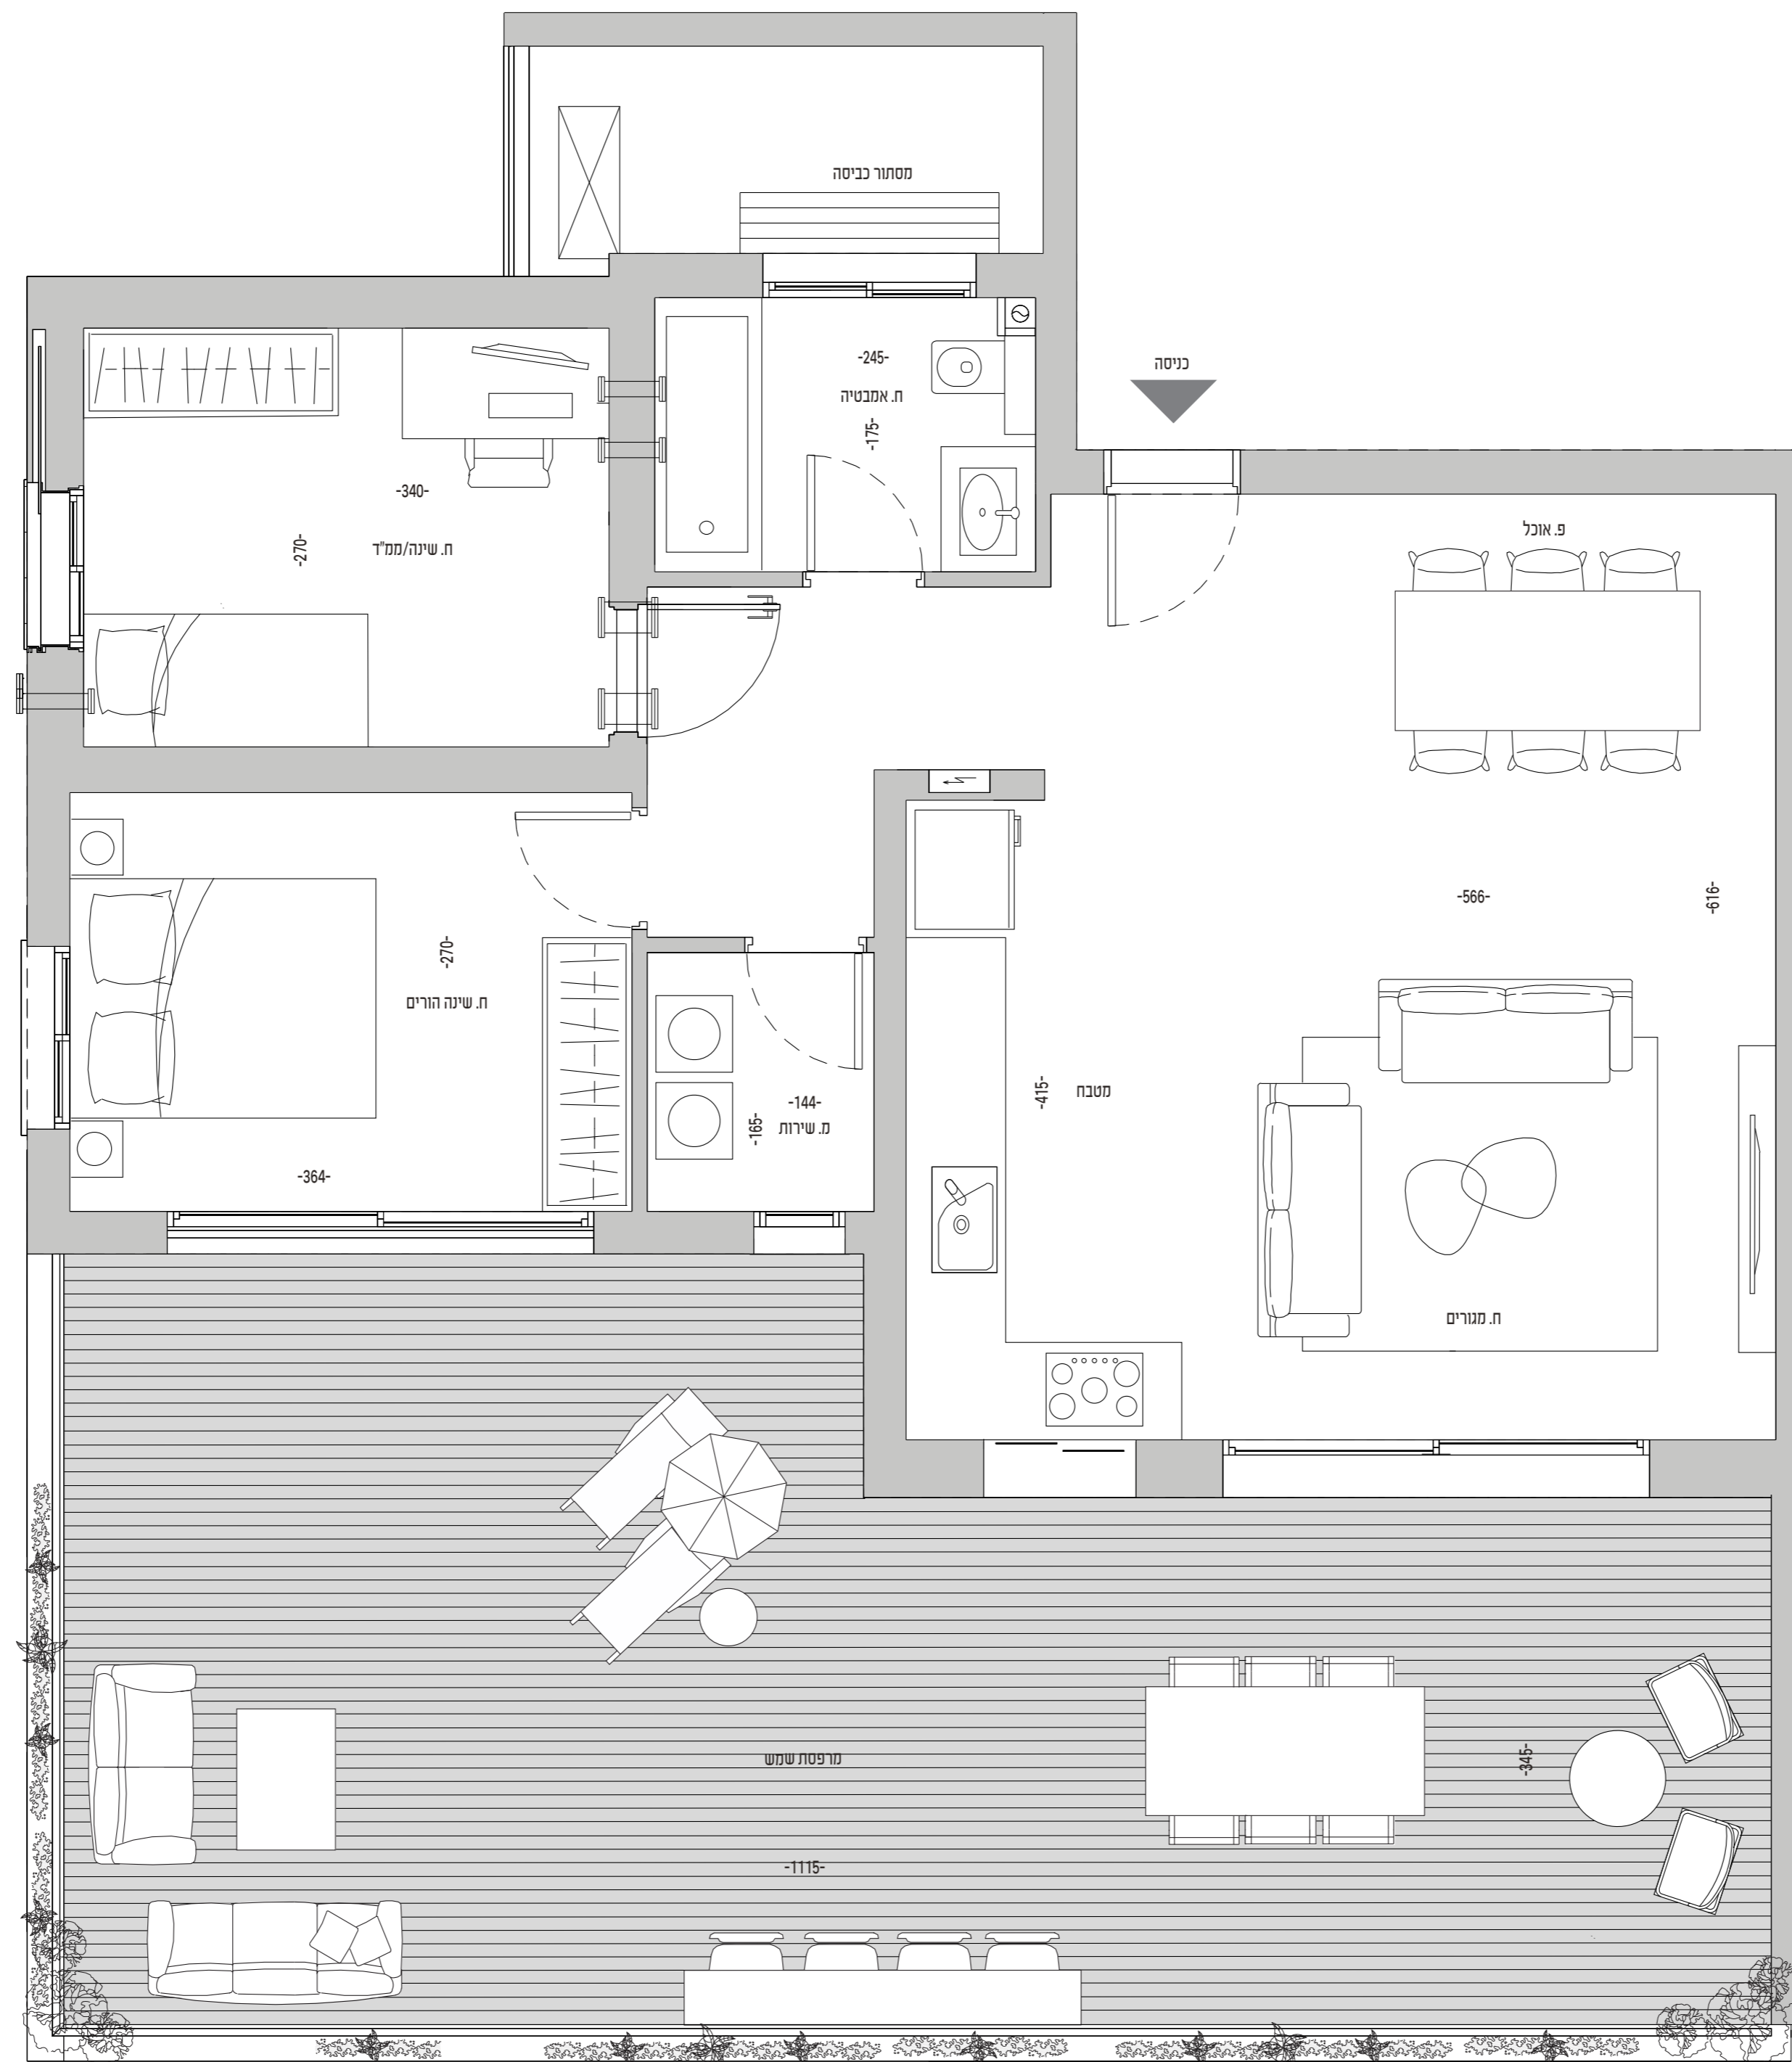 מסתור כביסה
כניסה
-245-
ח. אמבטיה
-175-
פ. אוכל
-340-
-270-
ח. שינה/ממ"ד
-566-
-616-
-270-
ח. שינה הורים
-364-
-144-
-165-
מ. שירות
-415-
מטבח
ח. מגורים
מרפסת שמש
-345-
-1115-